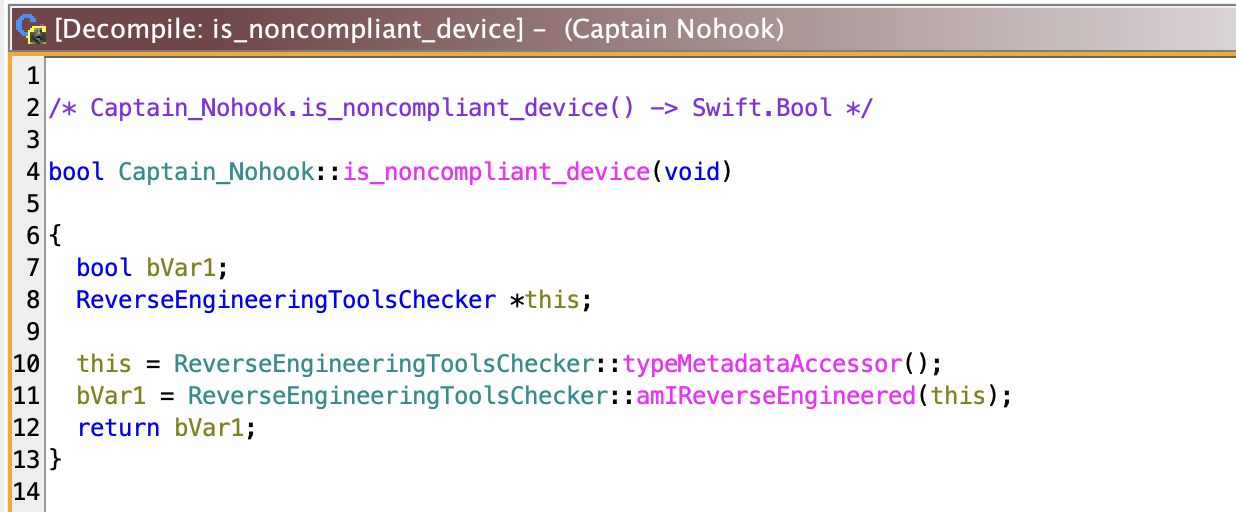 [Decompile: is_noncompliant_device] – (Captain Nohook)
1
2 /* Captain_Nohook.is_noncompliant_device() -> Swift.Bool */
3
4 bool Captain_Nohook::is_noncompliant_device(void)
5
6 {
7   bool bVar1;
8   ReverseEngineeringToolsChecker *this;
9
10   this = ReverseEngineeringToolsChecker::typeMetadataAccessor();
11   bVar1 = ReverseEngineeringToolsChecker::amIReverseEngineered(this);
12   return bVar1;
13 }
14